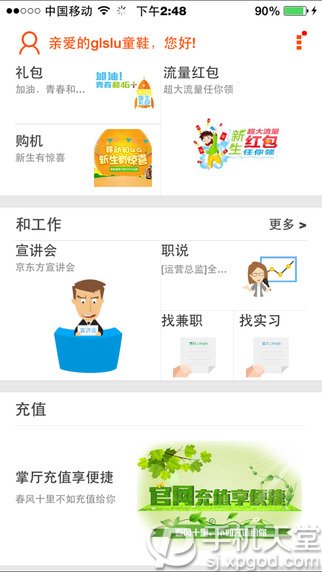 中国移动 下午2:48 90%
亲爱的glslu童鞋，您好!
礼包
加油，青春和4...
加油!
青春和4G+
流量红包
超大流量任你领
新生
超大流量
红包
任你领
购机
新生有惊喜
移动和4G
新生购惊喜
和工作
更多 >
宣讲会
京东方宣讲会
宣讲会
职说
[运营总监]全...
找兼职
找实习
充值
掌厅充值享便捷
春风十里不如充值给你
官网充值享便捷
手机天堂
sj.xpgod.com